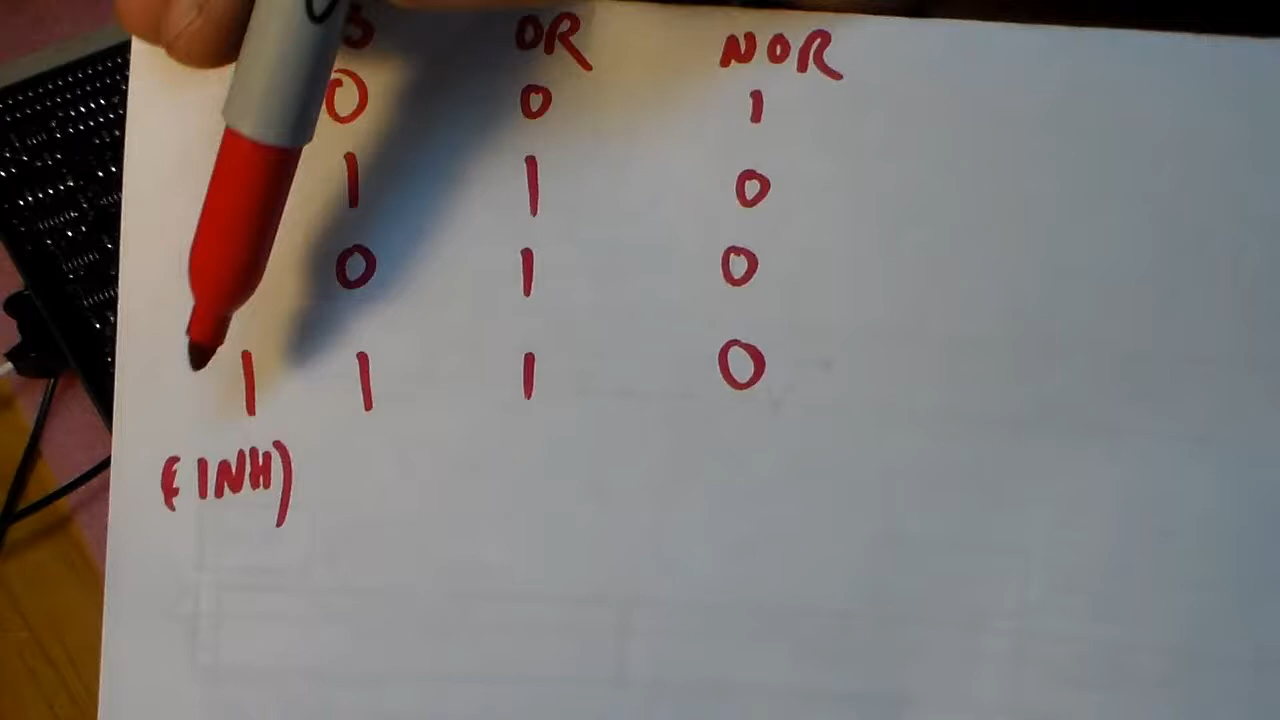 OR NOR
0 0 1
1 1 0
0 1 0
1 1 1 0
(INH)